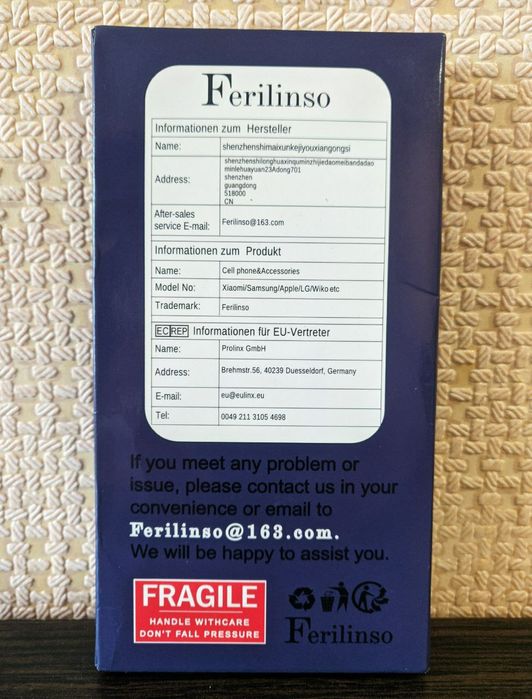 Ferilinso
Informationen zum Hersteller
Name: shenzhenshimaixunkejiyouxiangongsi
Address: shenzhenshilonghuaxinquminzhijiedaomeibandadao
minlehuayuan23Adong701
shenzhen
guangdong
518000
CN
After-sales
service E-mail: Ferilinso@163.com
Informationen zum Produkt
Name: Cell phone&Accessories
Model No: Xiaomi/Samsung/Apple/LG/Wiko etc
Trademark: Ferilinso
EC REP Informationen für EU-Vertreter
Name: Prolinx GmbH
Address: Brehmstr.56, 40239 Duesseldorf, Germany
E-mail: eu@eulinx.eu
Tel: 0049 211 3105 4698
If you meet any problem or
issue, please contact us in your
convenience or email to
Ferilinso@163.com.
We will be happy to assist you.
FRAGILE
HANDLE WITHCARE
DON'T FALL PRESSURE
Ferilinso